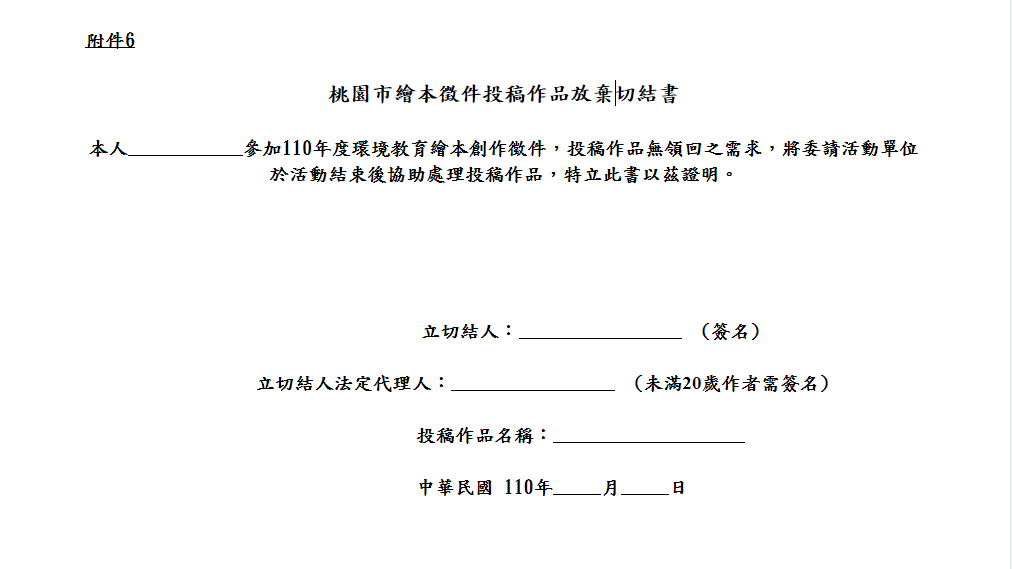 附件6
桃園市繪本徵件投稿作品放棄切結書
本人____________參加110年度環境教育繪本創作徵件，投稿作品無領回之需求，將委請活動單位
於活動結束後協助處理投稿作品，特立此書以茲證明。
立切結人：_________________ （簽名）
立切結人法定代理人：_________________ （未滿20歲作者需簽名）
投稿作品名稱：____________________
中華民國 110年_____月_____日